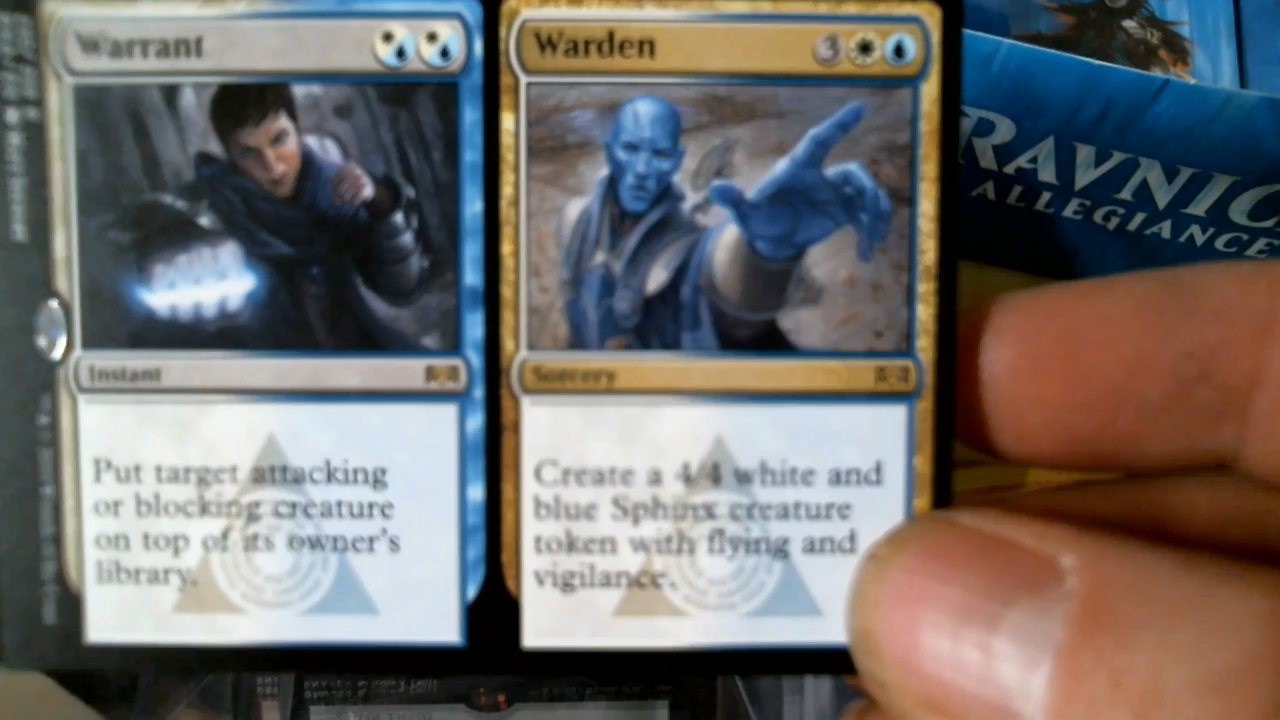 Warrant
Instant
Put target attacking
or blocking creature
on top of its owner's
library.
Warden
3
Sorcery
Create a 4/4 white and
blue Sphinx creature
token with flying and
vigilance.
RAVNIC
ALLEGIANCE